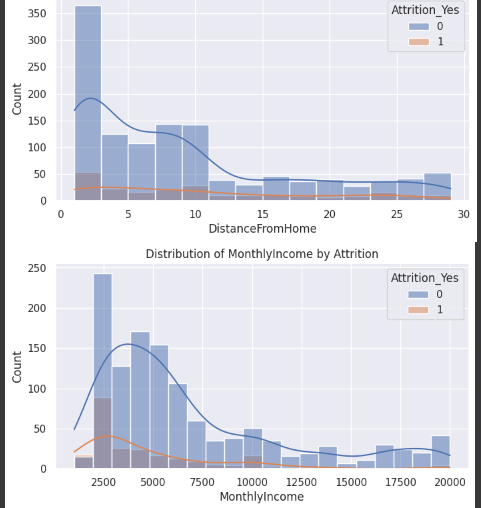 350
300
250
200
150
100
50
0
Count
Attrition_Yes
0
1
0 5 10 15 20 25 30
DistanceFromHome
Distribution of MonthlyIncome by Attrition
250
200
150
100
50
0
Count
Attrition_Yes
0
1
2500 5000 7500 10000 12500 15000 17500 20000
MonthlyIncome